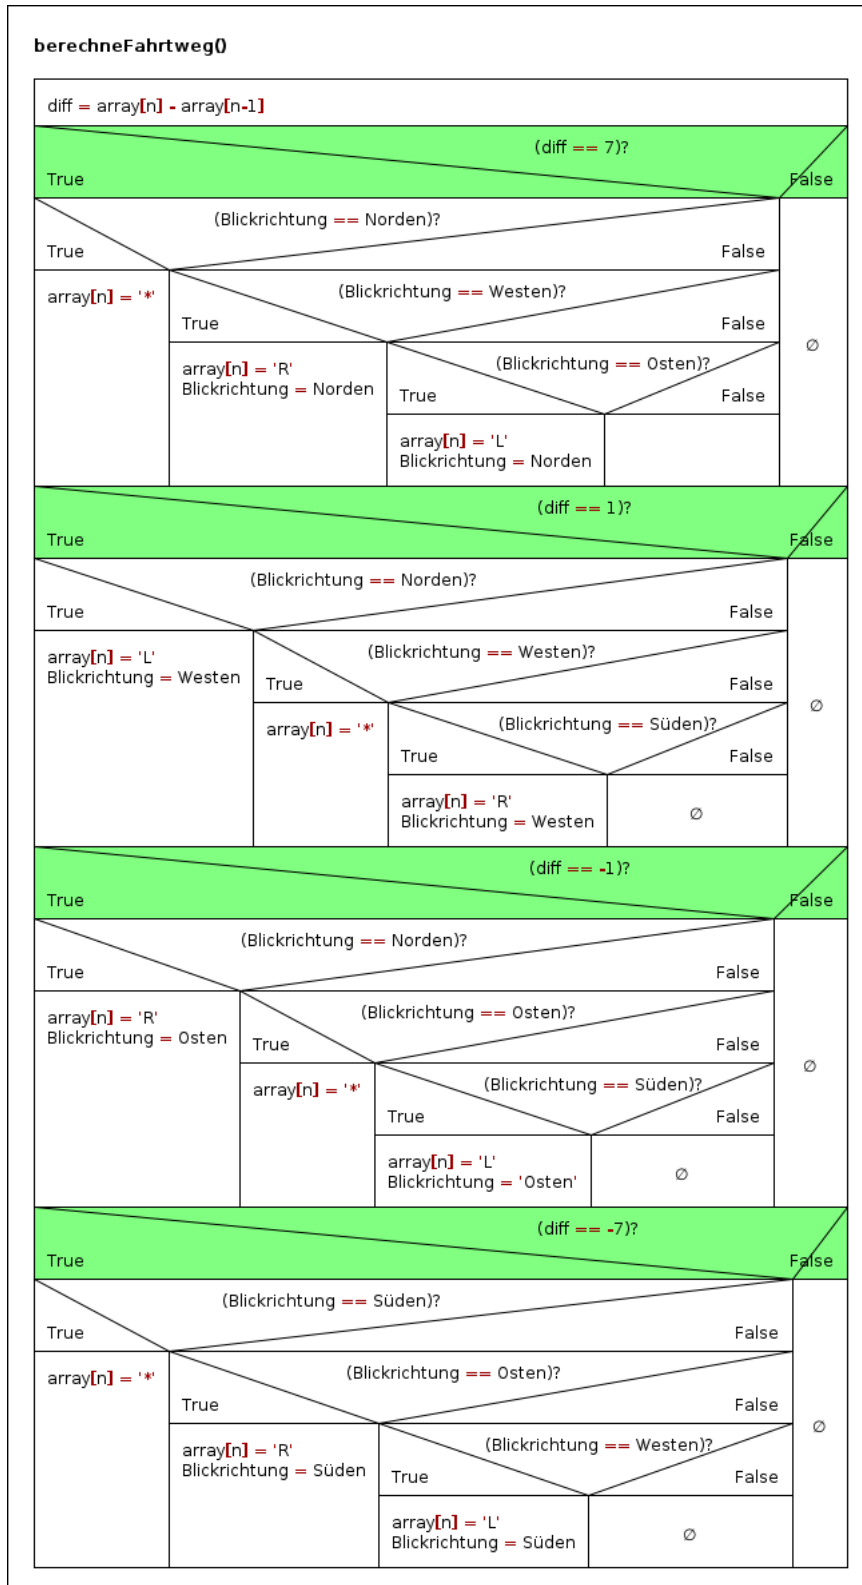 berechneFahrtweg()
diff = array[n] - array[n-1]
(diff == 7)?
True
False
(Blickrichtung == Norden)?
True
False
array[n] = '*'
(Blickrichtung == Westen)?
True
False
∅
array[n] = 'R'
Blickrichtung = Norden
(Blickrichtung == Osten)?
True
False
array[n] = 'L'
Blickrichtung = Norden
(diff == 1)?
True
False
(Blickrichtung == Norden)?
True
False
array[n] = 'L'
Blickrichtung = Westen
(Blickrichtung == Westen)?
True
False
∅
array[n] = '*'
(Blickrichtung == Süden)?
True
False
array[n] = 'R'
Blickrichtung = Westen
∅
(diff == -1)?
True
False
(Blickrichtung == Norden)?
True
False
array[n] = 'R'
Blickrichtung = Osten
(Blickrichtung == Osten)?
True
False
∅
array[n] = '*'
(Blickrichtung == Süden)?
True
False
array[n] = 'L'
Blickrichtung = 'Osten'
∅
(diff == -7)?
True
False
(Blickrichtung == Süden)?
True
False
array[n] = '*'
(Blickrichtung == Osten)?
True
False
∅
array[n] = 'R'
Blickrichtung = Süden
(Blickrichtung == Westen)?
True
False
array[n] = 'L'
Blickrichtung = Süden
∅